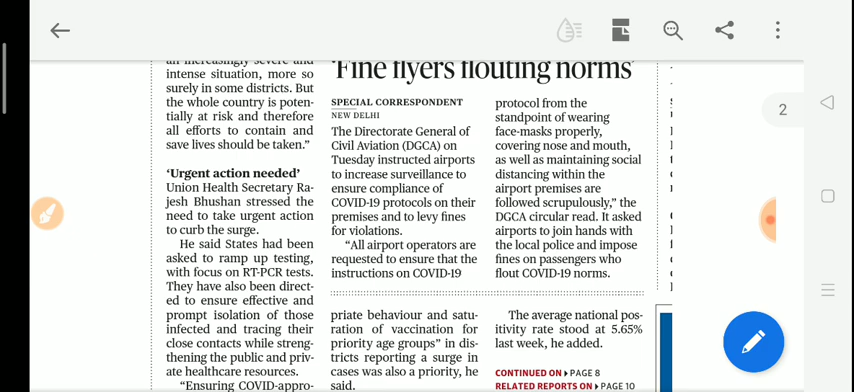 an increasingly severe and
intense situation, more so
surely in some districts. But
the whole country is poten-
tially at risk and therefore
all efforts to contain and
save lives should be taken.”
‘Urgent action needed’
Union Health Secretary Ra-
jesh Bhushan stressed the
need to take urgent action
to curb the surge.
He said States had been
asked to ramp up testing,
with focus on RT-PCR tests.
They have also been direct-
ed to ensure effective and
prompt isolation of those
infected and tracing their
close contacts while streng-
thening the public and priv-
ate healthcare resources.
“Ensuring COVID-appro-
‘Fine flyers flouting norms’
SPECIAL CORRESPONDENT
NEW DELHI
The Directorate General of
Civil Aviation (DGCA) on
Tuesday instructed airports
to increase surveillance to
ensure compliance of
COVID-19 protocols on their
premises and to levy fines
for violations.
“All airport operators are
requested to ensure that the
instructions on COVID-19
protocol from the
standpoint of wearing
face-masks properly,
covering nose and mouth,
as well as maintaining social
distancing within the
airport premises are
followed scrupulously,” the
DGCA circular read. It asked
airports to join hands with
the local police and impose
fines on passengers who
flout COVID-19 norms.
priate behaviour and satu-
ration of vaccination for
priority age groups” in dis-
tricts reporting a surge in
cases was also a priority, he
said.
The average national pos-
itivity rate stood at 5.65%
last week, he added.
CONTINUED ON PAGE 8
RELATED REPORTS ON PAGE 10
2